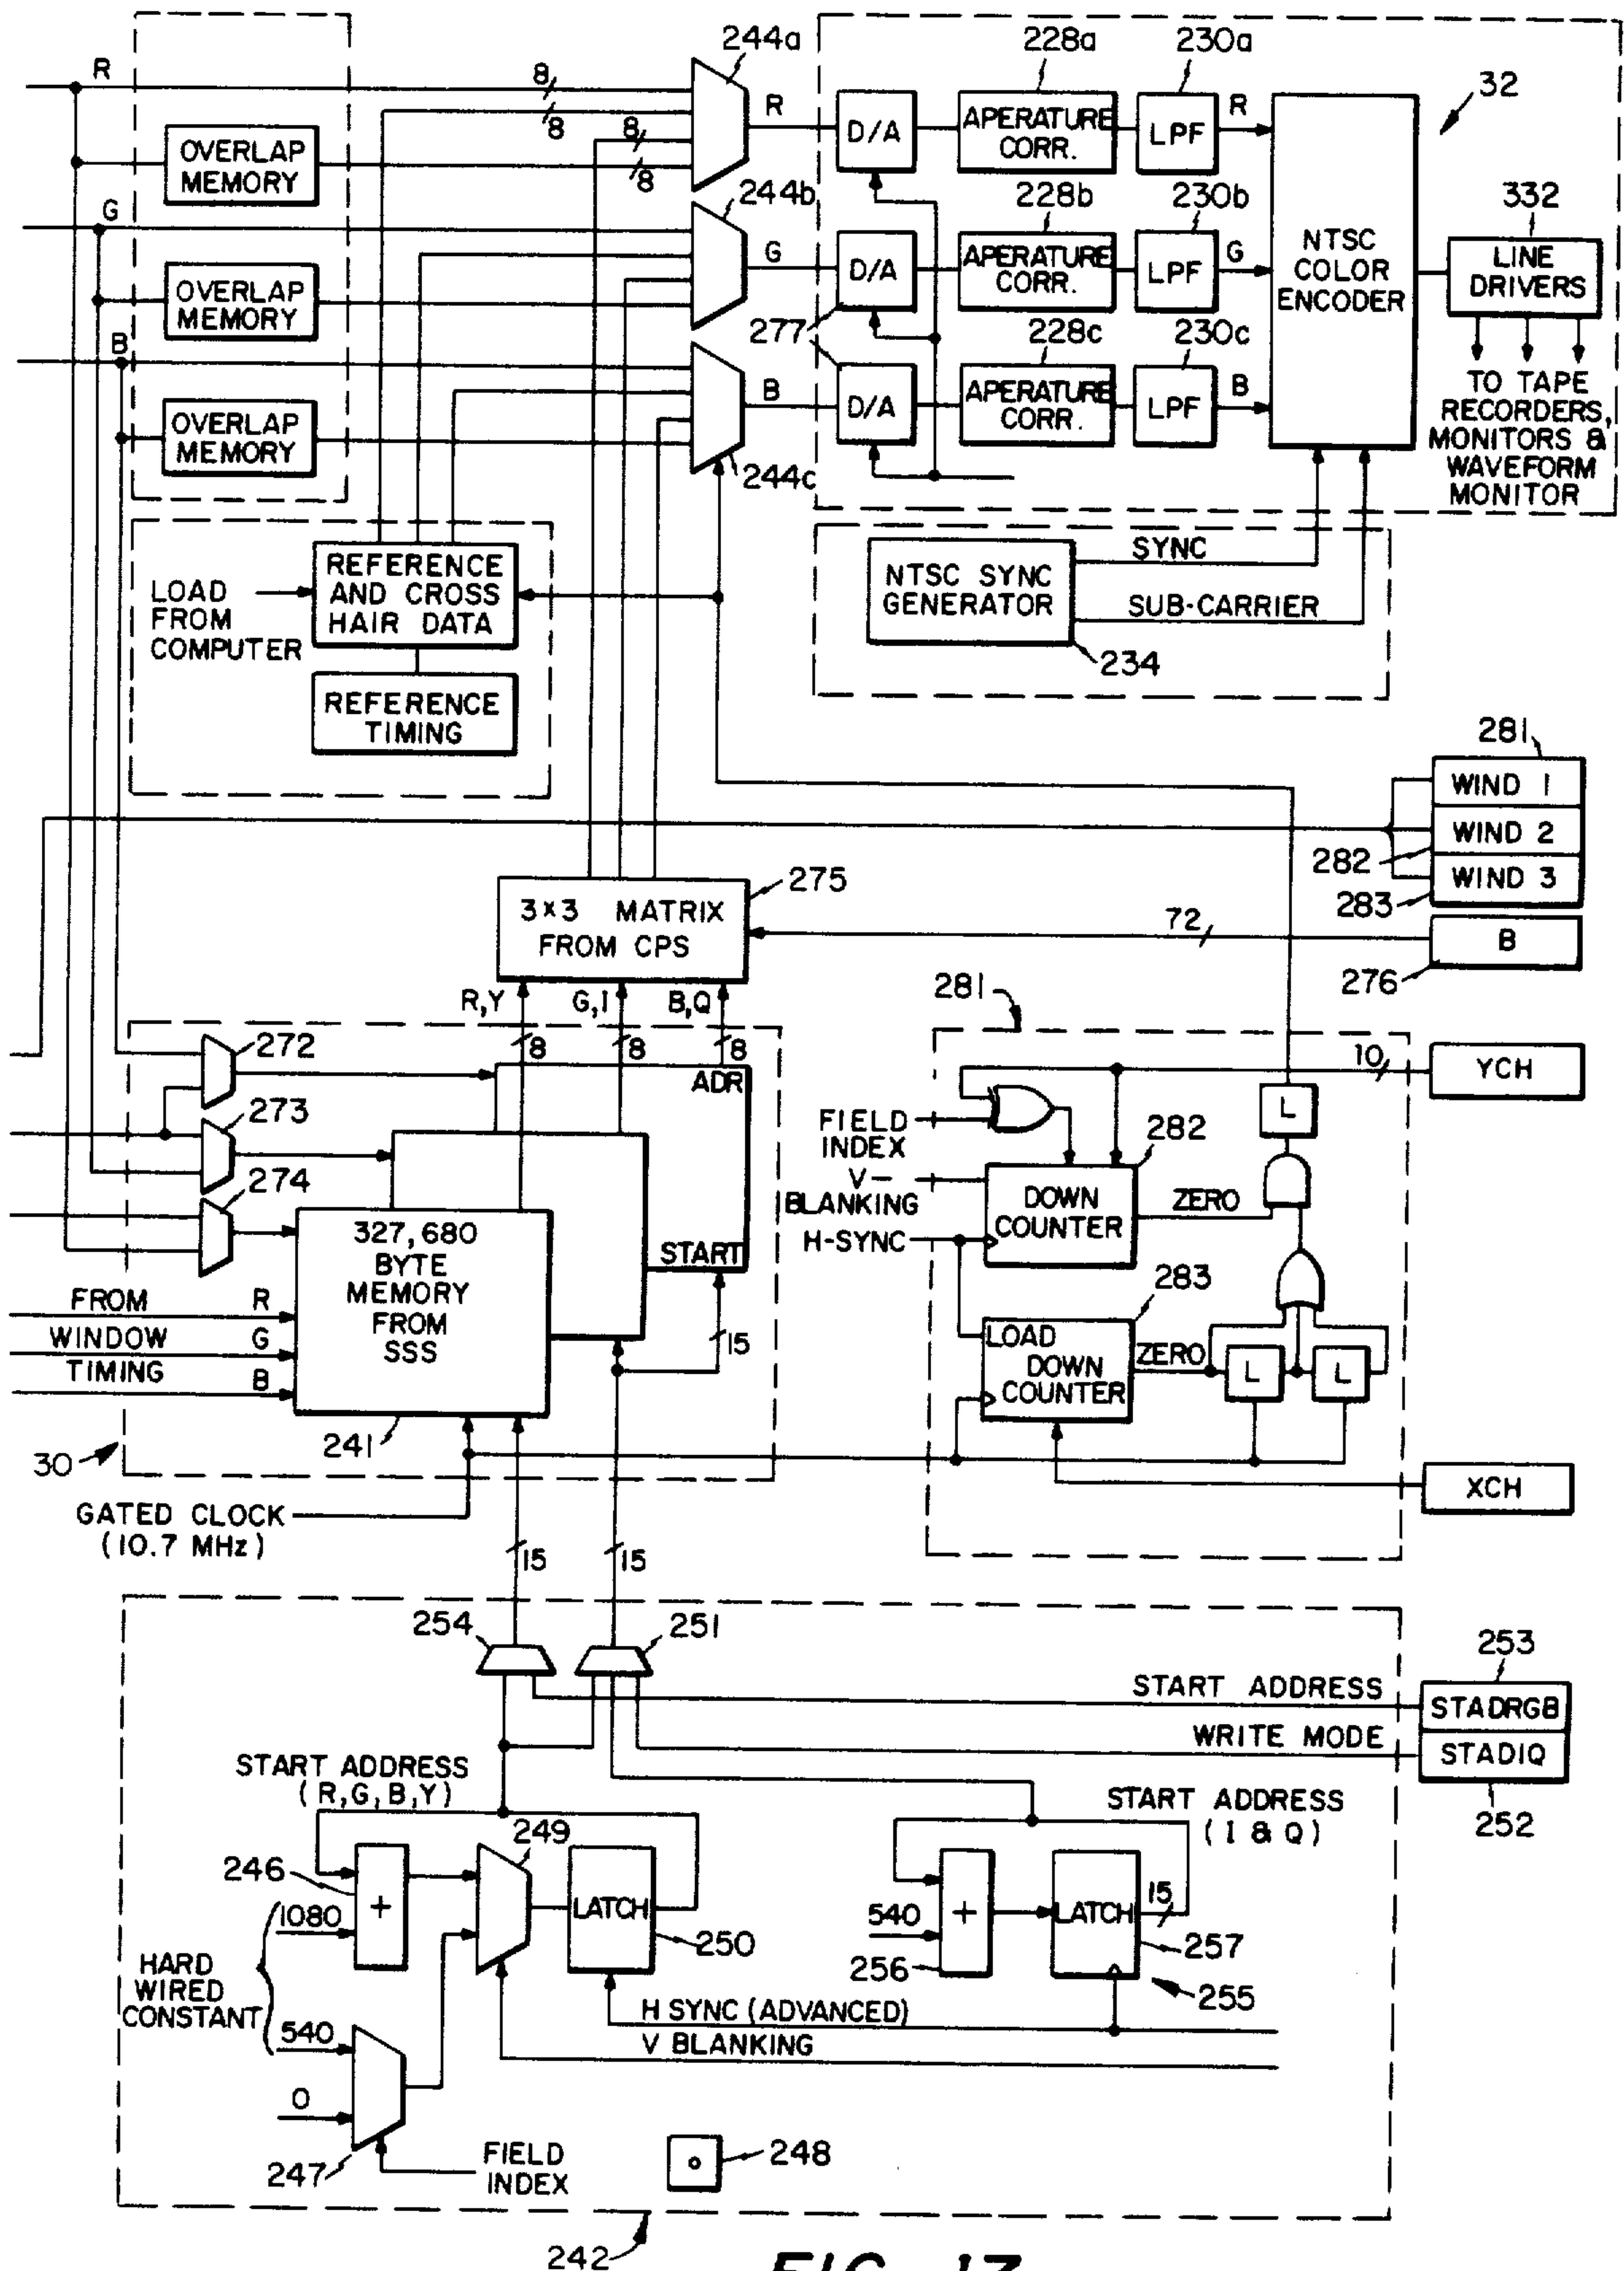 244a
228a
230a
R
8
8
8
8
R
D/A
APERATURE
CORR.
LPF
R
32
OVERLAP
MEMORY
G
244b
228b
230b
332
G
D/A
APERATURE
CORR.
LPF
G
NTSC
COLOR
ENCODER
LINE
DRIVERS
OVERLAP
MEMORY
277
228c
230c
B
B
D/A
APERATURE
CORR.
LPF
B
TO TAPE
RECORDERS,
MONITORS &
WAVEFORM
MONITOR
OVERLAP
MEMORY
244c
LOAD
FROM
COMPUTER
REFERENCE
AND CROSS
HAIR DATA
REFERENCE
TIMING
NTSC SYNC
GENERATOR
SYNC
SUB-CARRIER
234
281
WIND 1
WIND 2
WIND 3
282
283
275
3×3 MATRIX
FROM CPS
72
B
276
R,Y
G,I
B,Q
8
8
8
281
272
273
274
ADR
START
327,680
BYTE
MEMORY
FROM
SSS
FROM
WINDOW
TIMING
R
G
B
15
241
30
GATED CLOCK
(10.7 MHz)
10
YCH
FIELD
INDEX
V-
BLANKING
H-SYNC
282
DOWN
COUNTER
ZERO
L
283
LOAD
DOWN
COUNTER
ZERO
L
L
XCH
15
15
254
251
253
START ADDRESS
STADRGB
WRITE MODE
STADIQ
252
START ADDRESS
(R,G,B,Y)
START ADDRESS
(I & Q)
249
246
+
LATCH
250
1080
HARD
WIRED
CONSTANT
540
0
247
FIELD
INDEX
540
+
256
LATCH
15
257
255
H SYNC (ADVANCED)
V BLANKING
248
242
FIG. 17